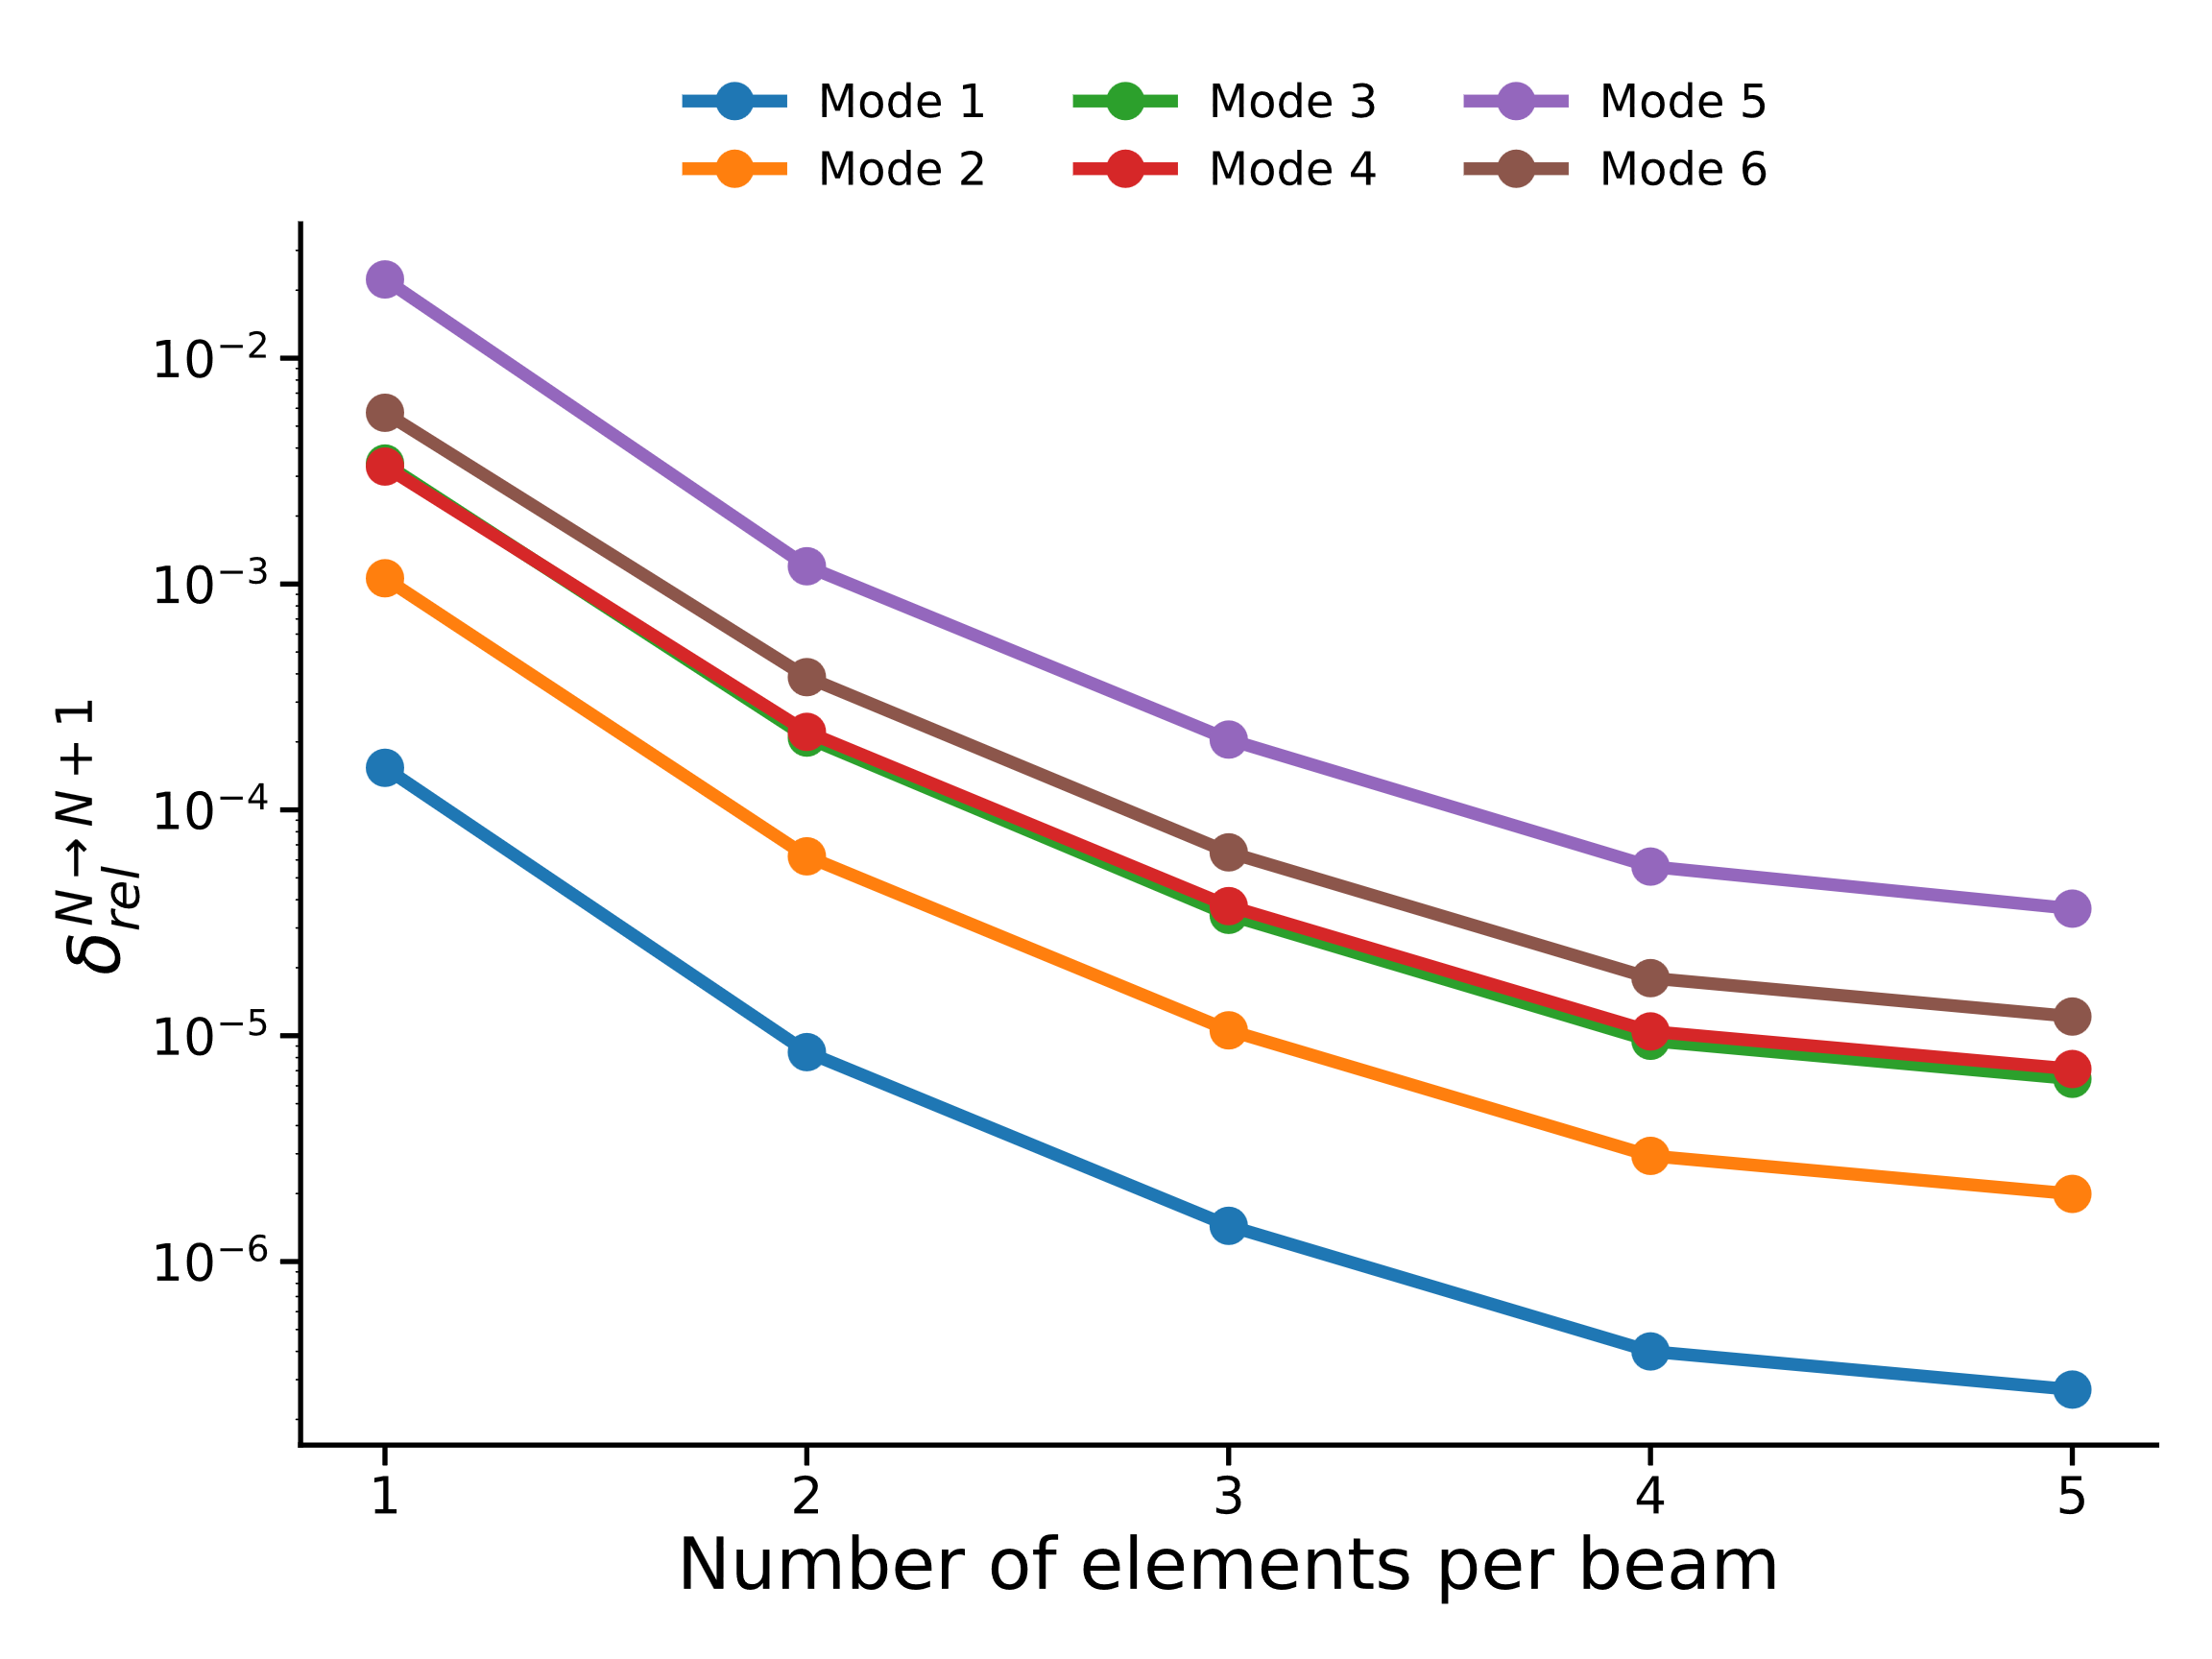 Mode 1 Mode 3 Mode 5
Mode 2 Mode 4 Mode 6
10⁻²
10⁻³
10⁻⁴
10⁻⁵
10⁻⁶
δ_rel^N→N+1
1 2 3 4 5
Number of elements per beam